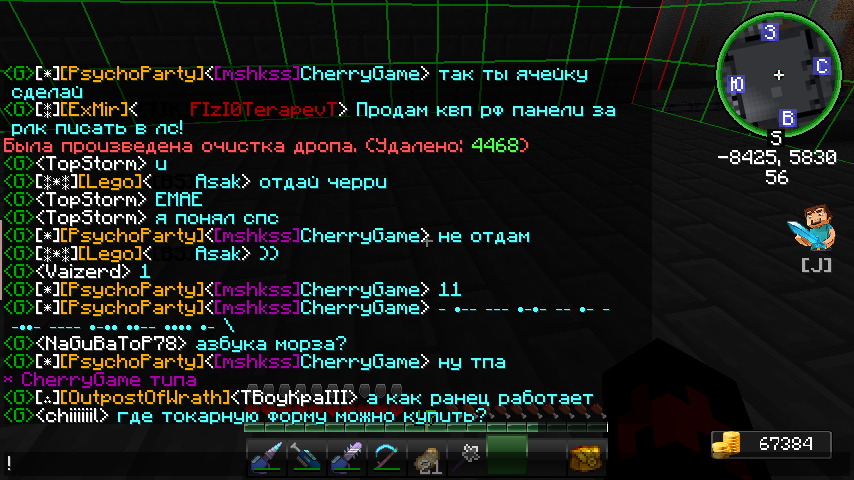 <G>[*][PsychoParty]<[mshkss]CherryGame> так ты ячейку
сделай
<G>[*][ExMir]< FIzI0TerapevT> Продам квп рф панели за
рлк писать в лс!
Была произведена очистка дропа. (Удалено: 4468)
<G><TopStorm> и
<G>[⁂][Lego]< Asak> отдай черри
<G><TopStorm> ЕМАЕ
<G><TopStorm> я понял спс
<G>[*][PsychoParty]<[mshkss]CherryGame> не отдам
<G>[⁂][Lego]< Asak> ))
<G><Vaizerd> 1
<G>[*][PsychoParty]<[mshkss]CherryGame> 11
<G>[*][PsychoParty]<[mshkss]CherryGame> - •-- --- •-•- -- •- -
-••- ---- •-•• ••-- •••• •- \
<G><NaGuBaToP78> азбука морза?
<G>[*][PsychoParty]<[mshkss]CherryGame> ну тпа
* CherryGame типа
<G>[∴][OutpostOfWrath]<TBoyKpaIII> а как ранец работает
<G><chiiiiiil> где токарную форму можно купить?
!
21
З
С
Ю
В
S
-8425, 5830
56
[J]
67384